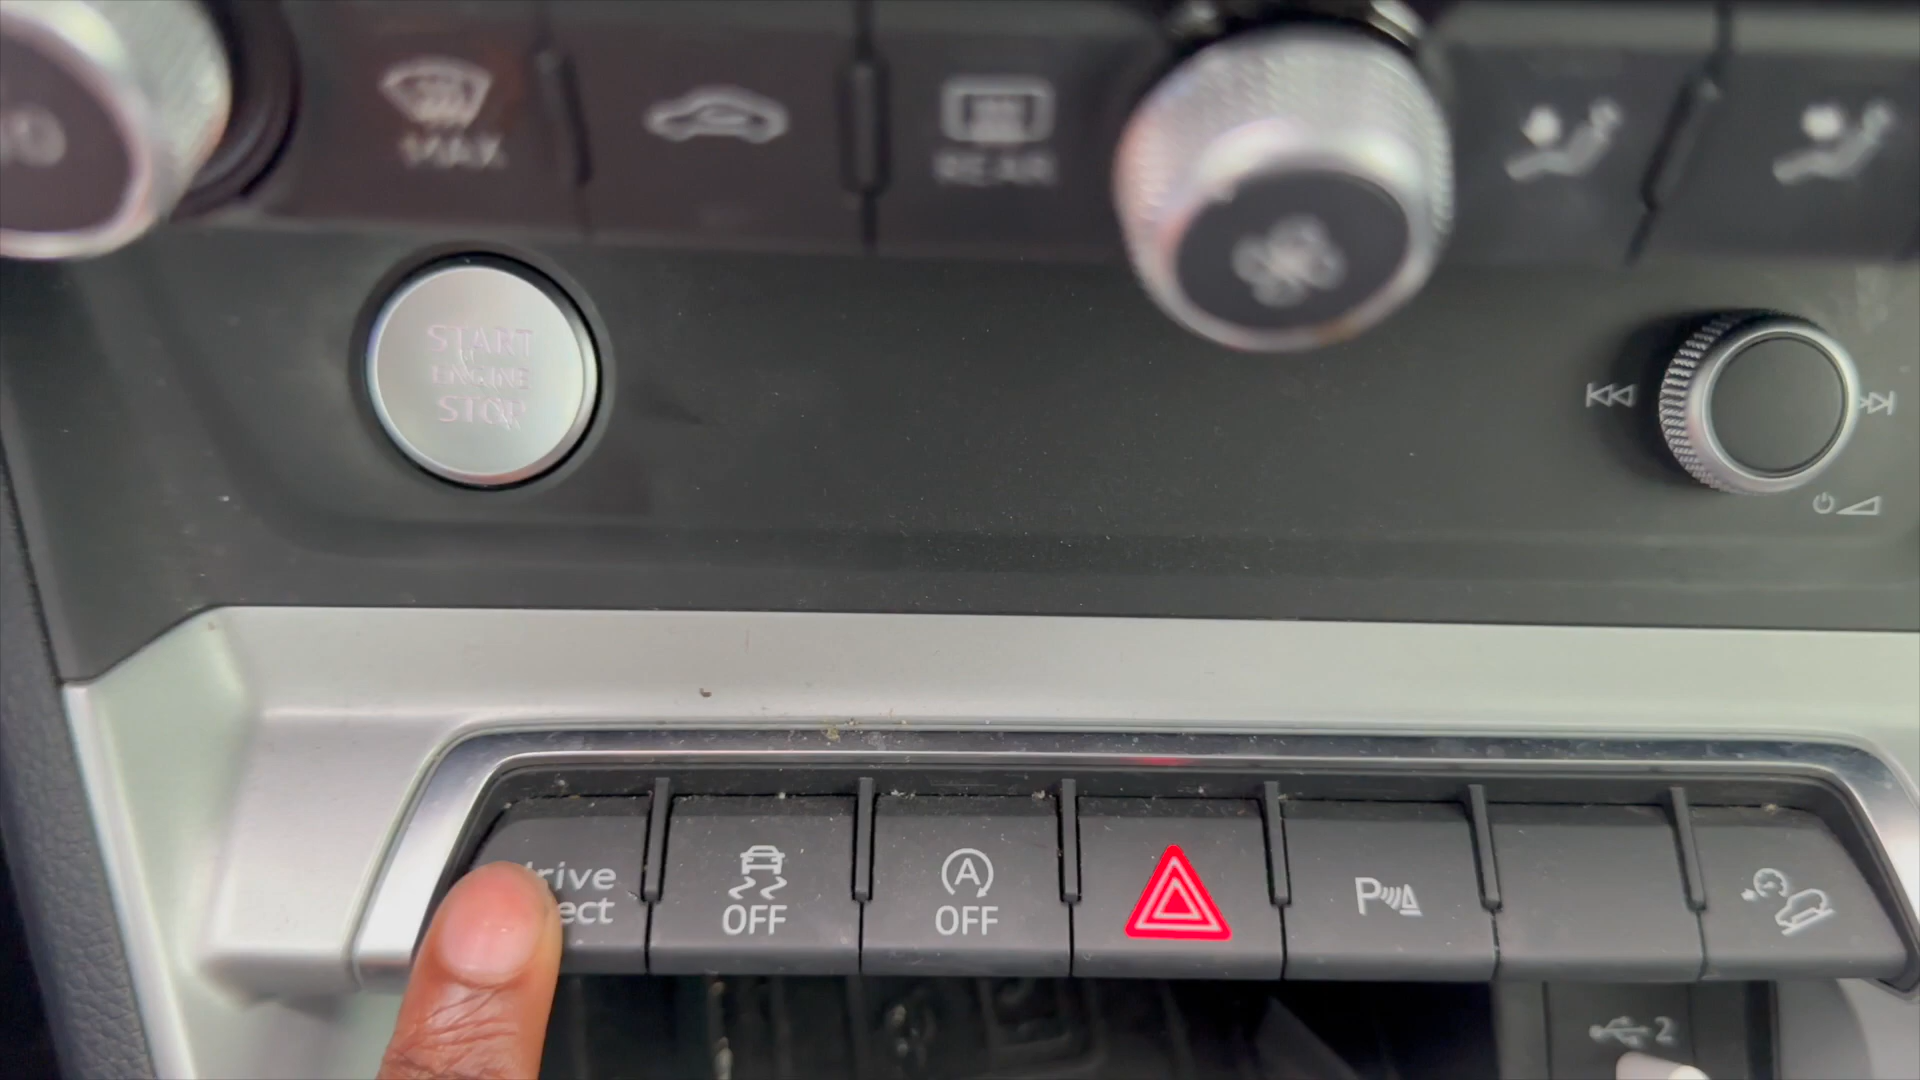 MAX
REAR
START
ENGINE
STOP
rive
ect
OFF
A
OFF
P
2